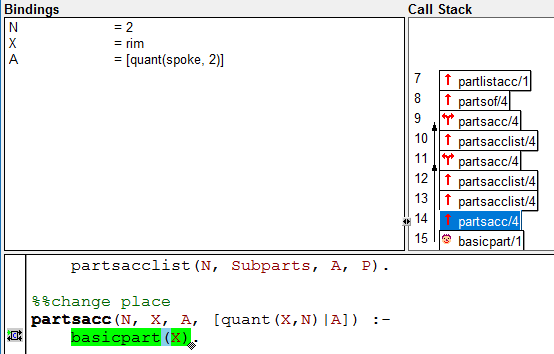 Bindings
Call Stack
N = 2
X = rim
A = [quant(spoke, 2)]
7 partlistacc/1
8 partsof/4
9 partsacc/4
10 partsacclist/4
11 partsacc/4
12 partsacclist/4
13 partsacclist/4
14 partsacc/4
15 basicpart/1
partsacclist(N, Subparts, A, P).
%%change place
partsacc(N, X, A, [quant(X,N)|A]) :-
basicpart(X).